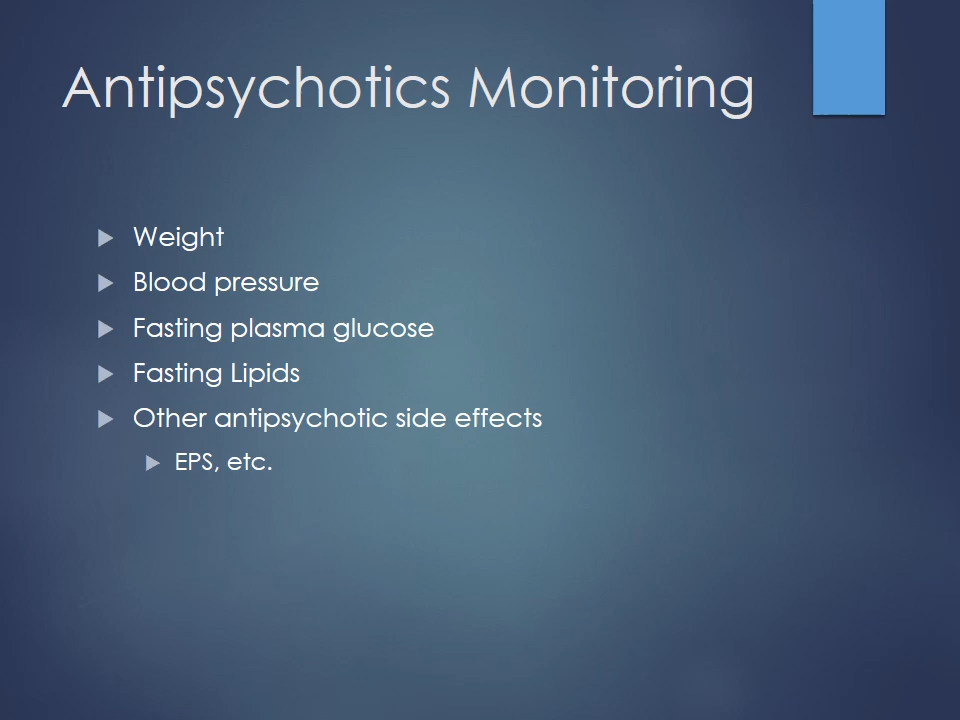 Antipsychotics Monitoring
Weight
Blood pressure
Fasting plasma glucose
Fasting Lipids
Other antipsychotic side effects
EPS, etc.